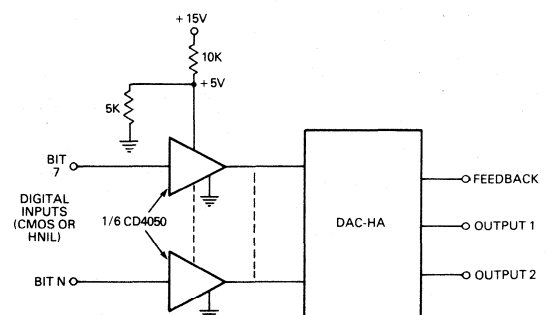 + 15V
10K
+ 5V
5K
BIT
7
DIGITAL
INPUTS
(CMOS OR
HNIL)
1/6 CD4050
BIT N
DAC-HA
FEEDBACK
OUTPUT 1
OUTPUT 2